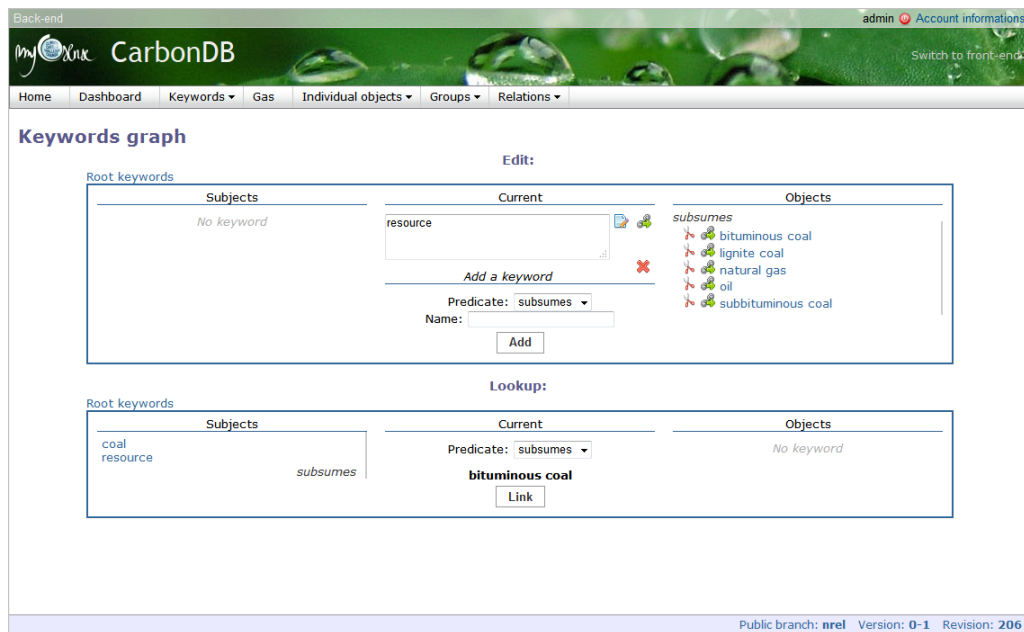 Back-end
admin Account informations
myExlnx CarbonDB
Switch to front-end
Home Dashboard Keywords Gas Individual objects Groups Relations
Keywords graph
Edit:
Root keywords
Subjects Current Objects
No keyword
resource
subsumes
bituminous coal
lignite coal
natural gas
oil
subbituminous coal
Add a keyword
Predicate: subsumes
Name:
Add
Lookup:
Root keywords
Subjects Current Objects
coal
resource
subsumes
Predicate: subsumes
bituminous coal
Link
No keyword
Public branch: nrel Version: 0-1 Revision: 206